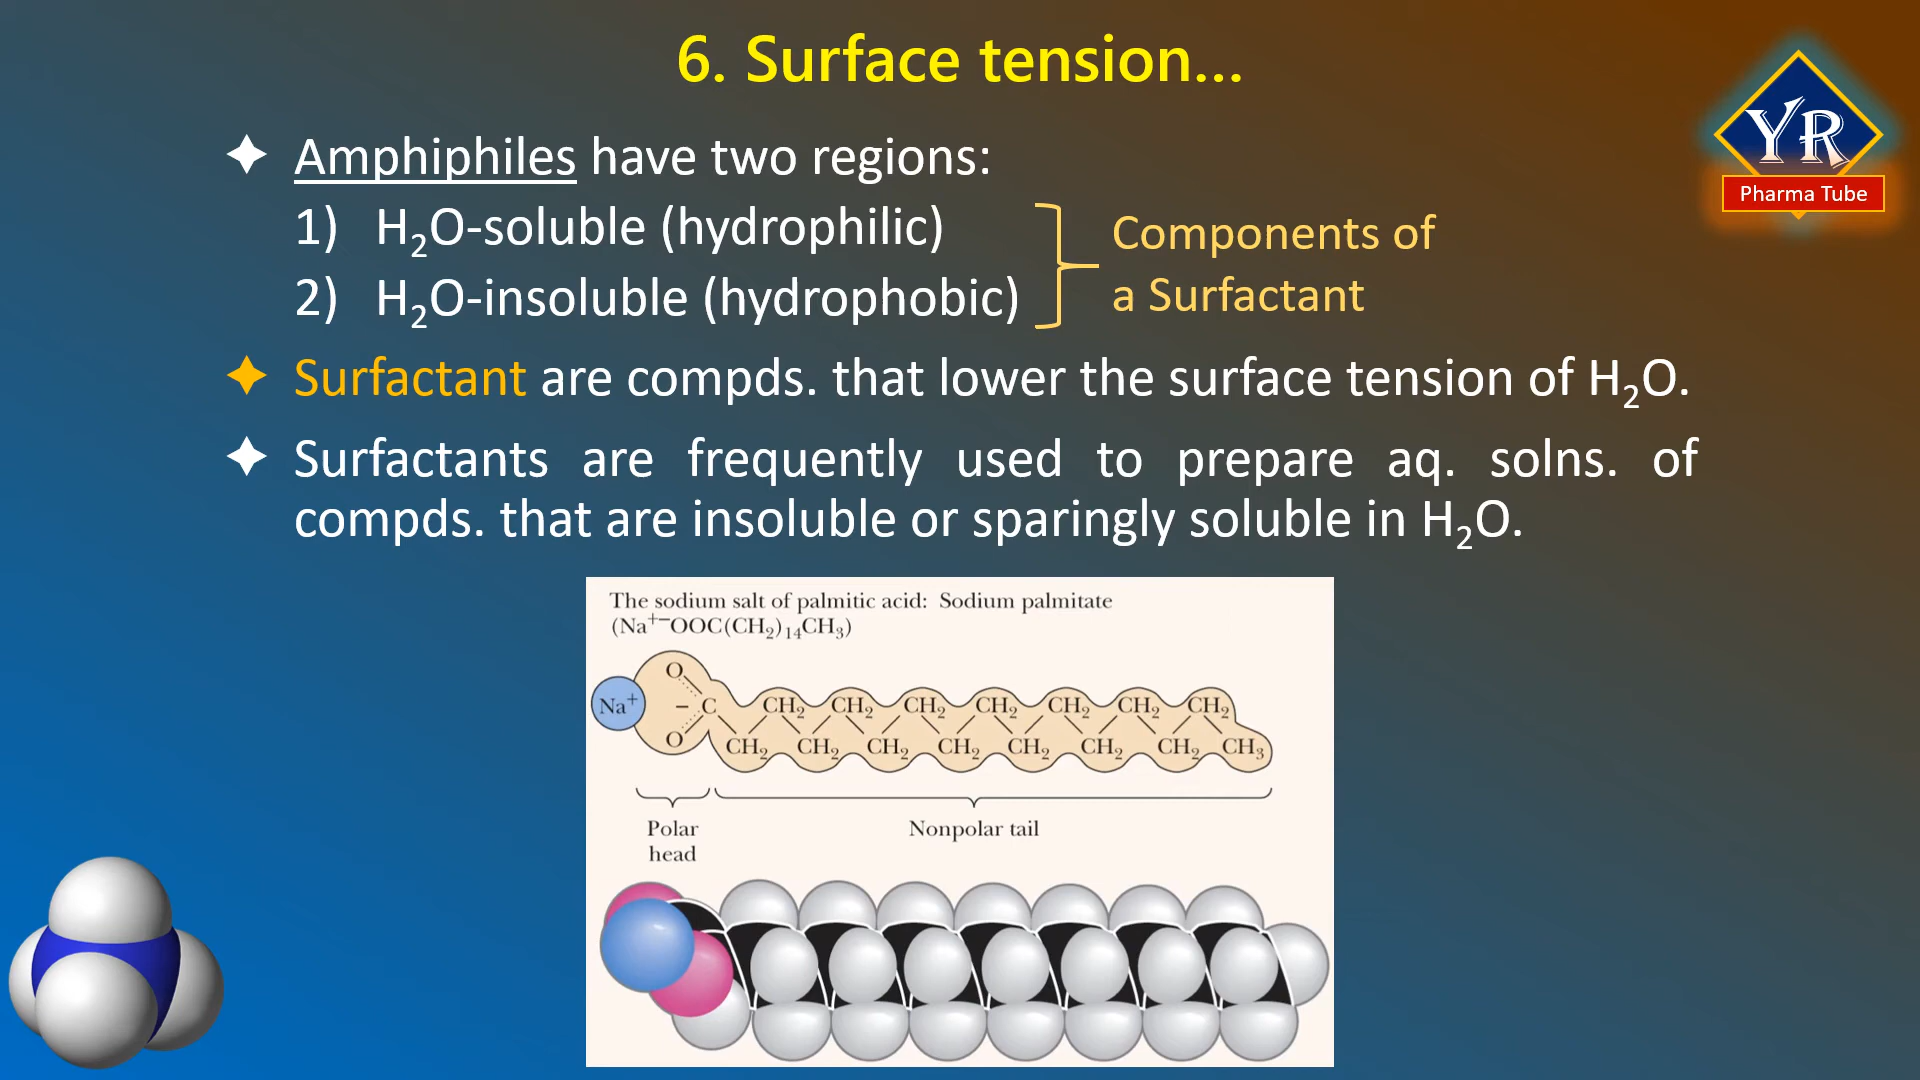 6. Surface tension...
YR
Pharma Tube
Amphiphiles have two regions:
1) H₂O-soluble (hydrophilic)
2) H₂O-insoluble (hydrophobic)
Components of
a Surfactant
Surfactant are compds. that lower the surface tension of H₂O.
Surfactants are frequently used to prepare aq. solns. of
compds. that are insoluble or sparingly soluble in H₂O.
The sodium salt of palmitic acid: Sodium palmitate
(Na⁺⁻OOC(CH₂)₁₄CH₃)
O
Na⁺ – C CH₂ CH₂ CH₂ CH₂ CH₂ CH₂ CH₂
O CH₂ CH₂ CH₂ CH₂ CH₂ CH₂ CH₂ CH₃
Polar
head
Nonpolar tail